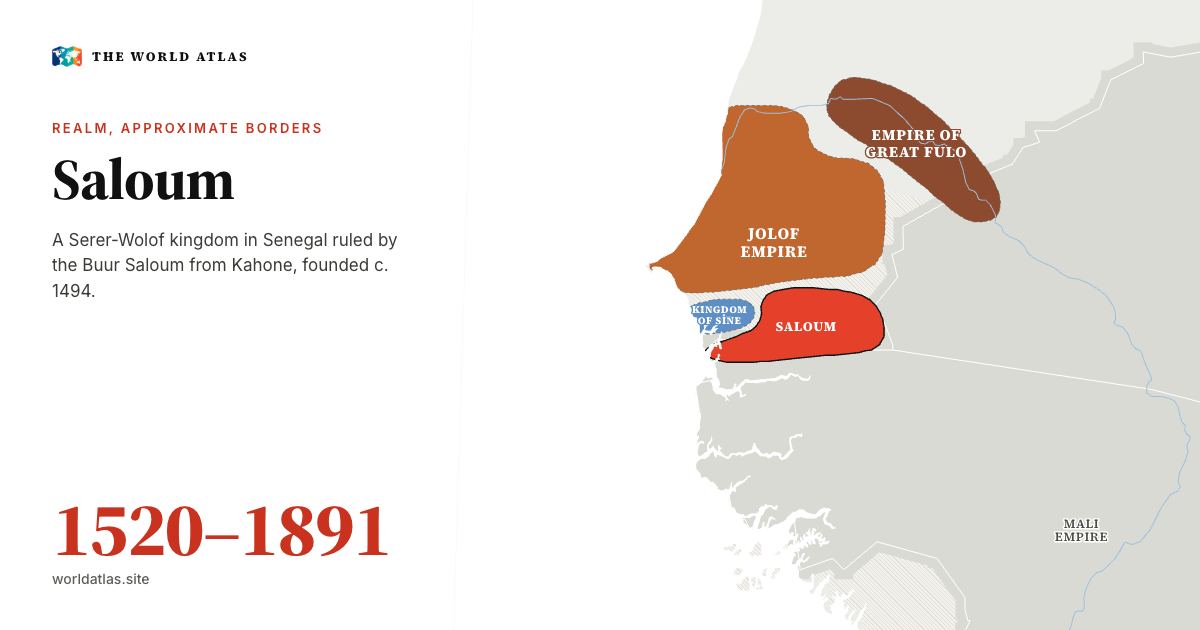 THE WORLD ATLAS
REALM, APPROXIMATE BORDERS
Saloum
A Serer-Wolof kingdom in Senegal ruled by
the Buur Saloum from Kahone, founded c.
1494.
1520–1891
worldatlas.site
EMPIRE OF
GREAT FULO
JOLOF
EMPIRE
KINGDOM
OF SINE
SALOUM
MALI
EMPIRE